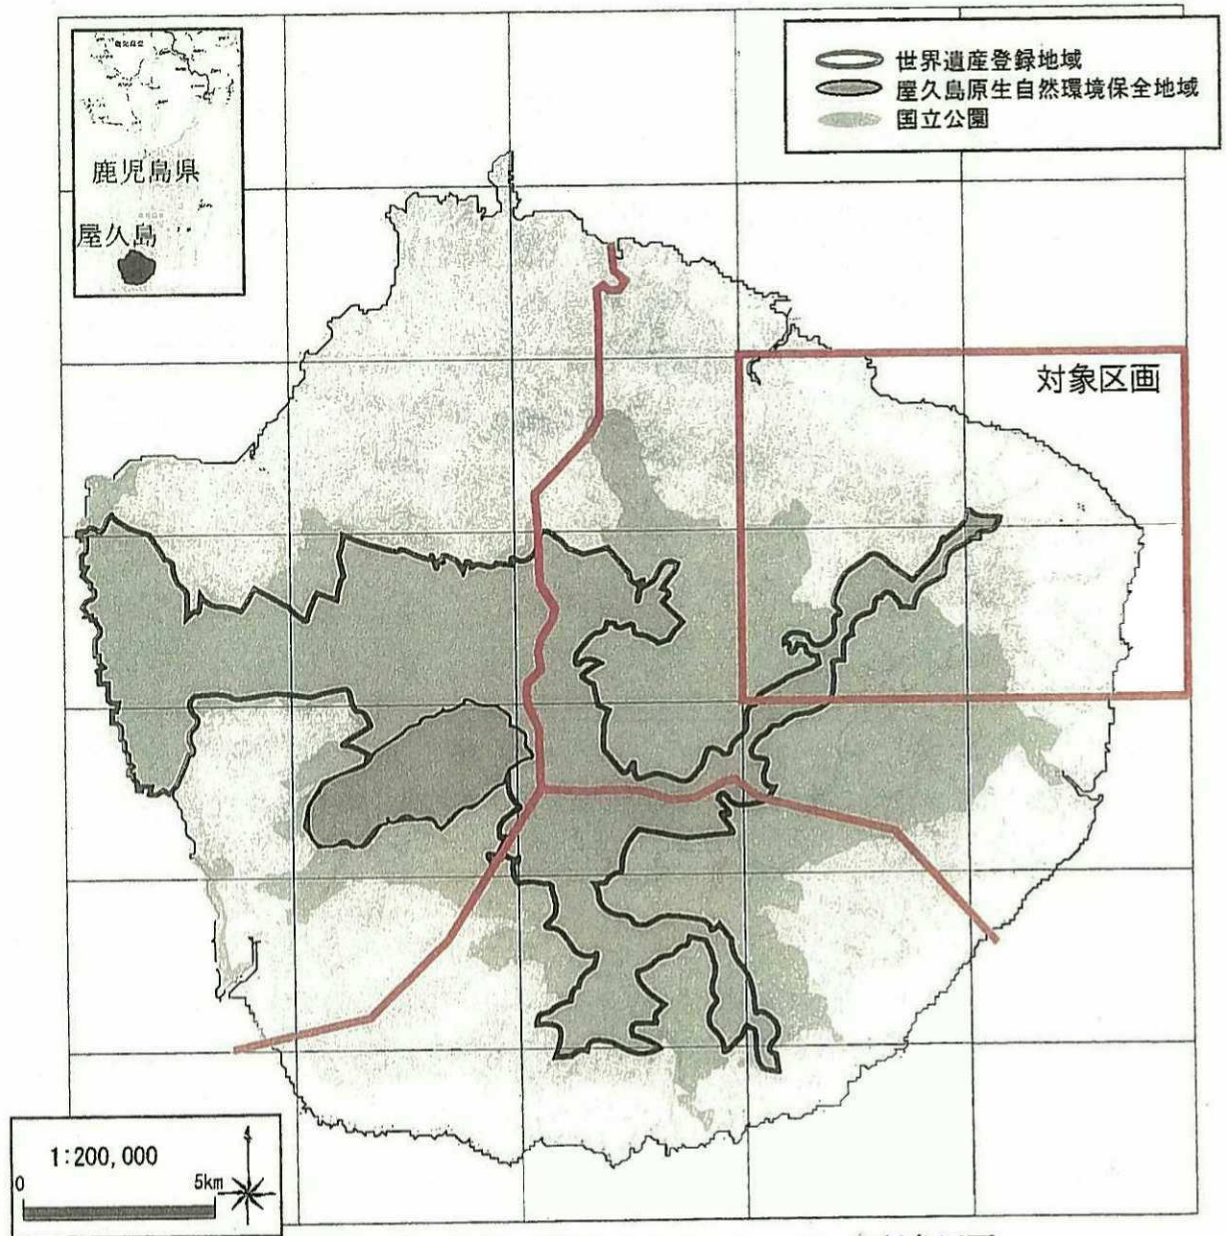 世界遺産登録地域
屋久島原生自然環境保全地域
国立公園
鹿児島県
屋久島
対象区画
1:200,000
0 5km